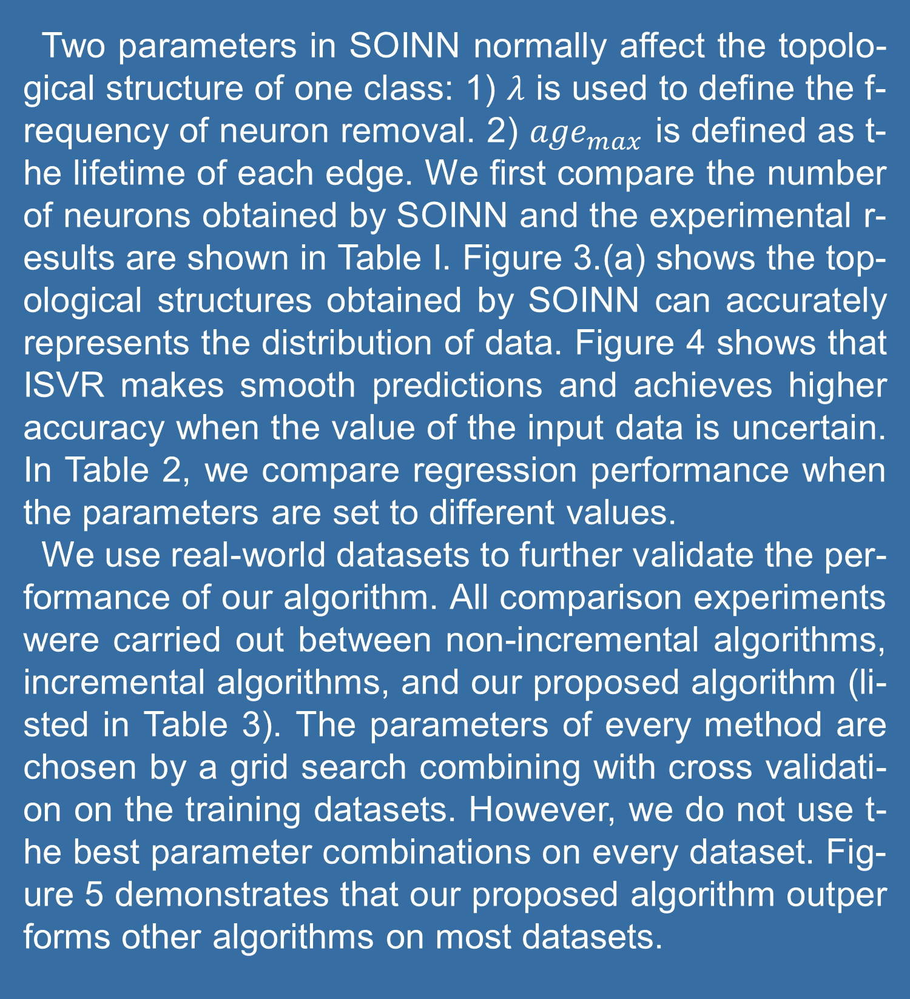 Two parameters in SOINN normally affect the topolo-
gical structure of one class: 1) λ is used to define the f-
requency of neuron removal. 2) age_max is defined as t-
he lifetime of each edge. We first compare the number
of neurons obtained by SOINN and the experimental r-
esults are shown in Table I. Figure 3.(a) shows the top-
ological structures obtained by SOINN can accurately
represents the distribution of data. Figure 4 shows that
ISVR makes smooth predictions and achieves higher
accuracy when the value of the input data is uncertain.
In Table 2, we compare regression performance when
the parameters are set to different values.
We use real-world datasets to further validate the per-
formance of our algorithm. All comparison experiments
were carried out between non-incremental algorithms,
incremental algorithms, and our proposed algorithm (li-
sted in Table 3). The parameters of every method are
chosen by a grid search combining with cross validati-
on on the training datasets. However, we do not use t-
he best parameter combinations on every dataset. Fig-
ure 5 demonstrates that our proposed algorithm outper
forms other algorithms on most datasets.